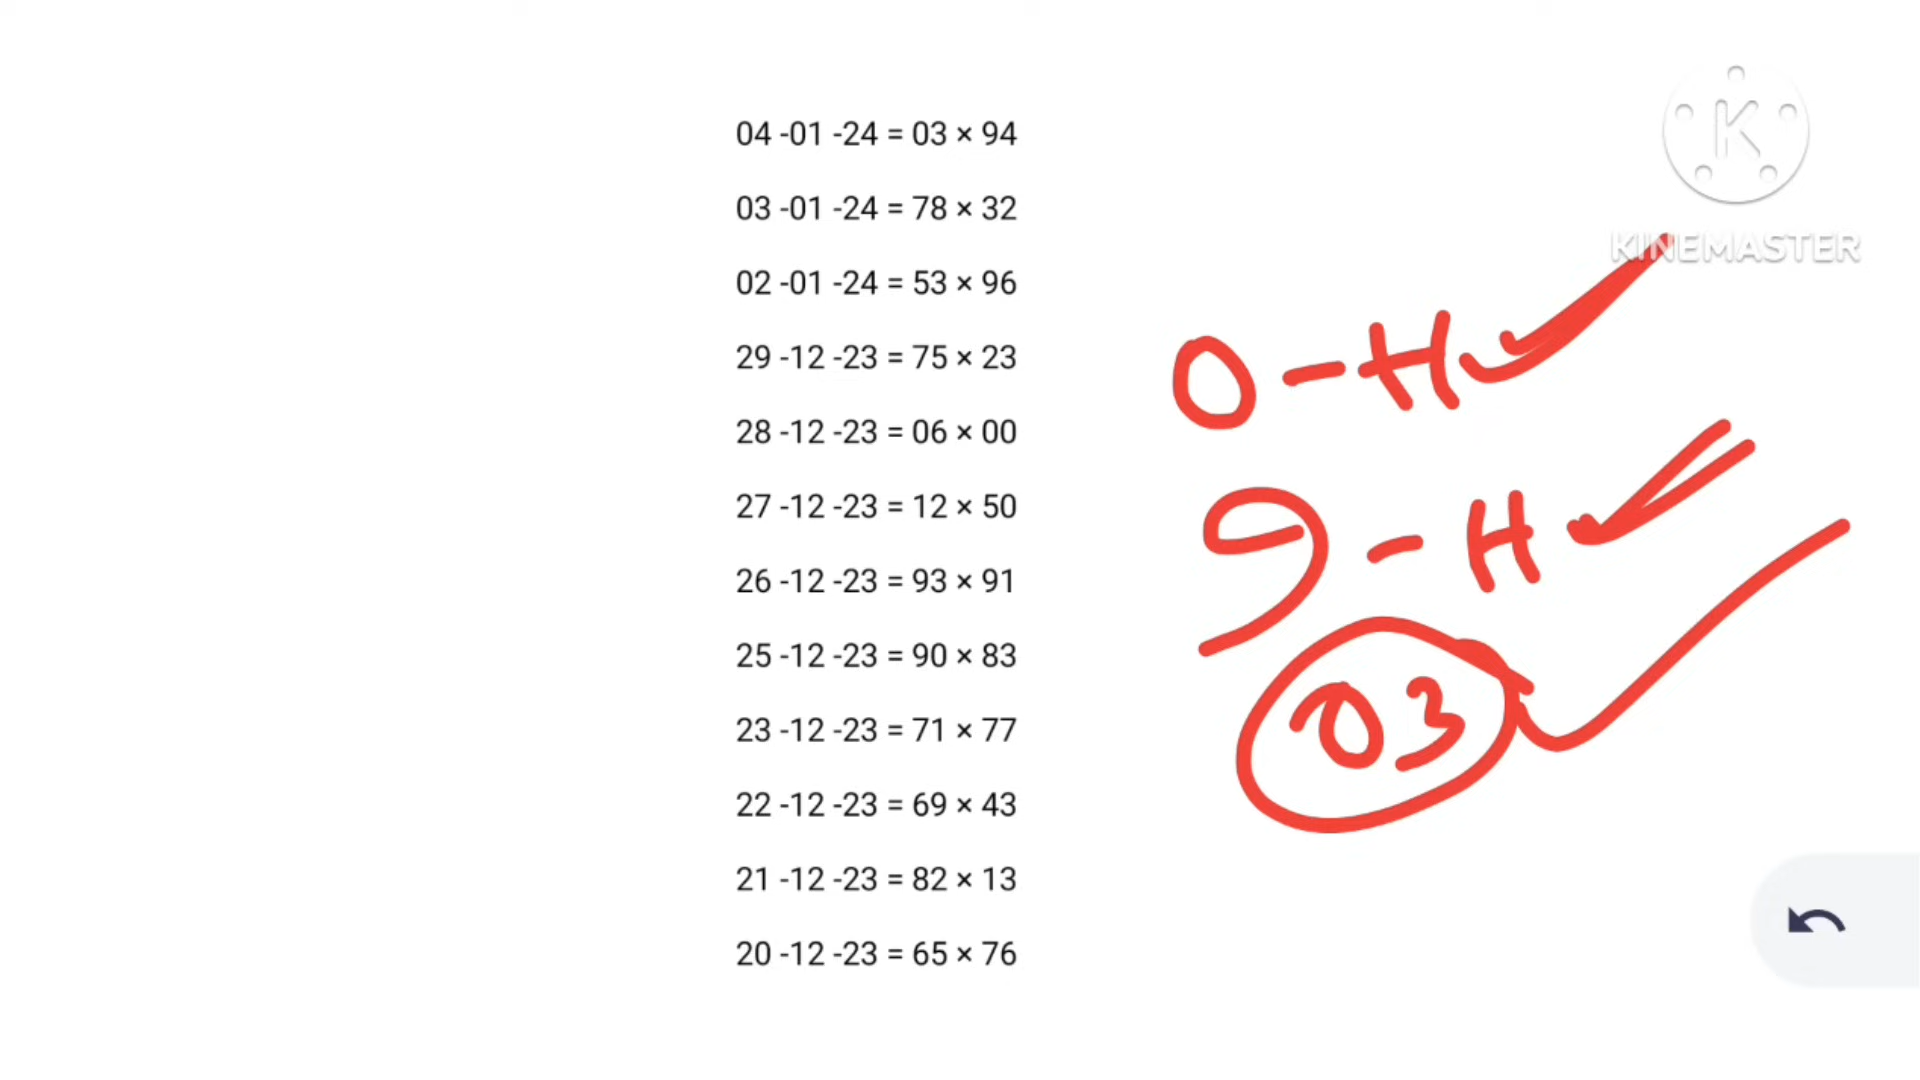 04 -01 -24 = 03 × 94
03 -01 -24 = 78 × 32
02 -01 -24 = 53 × 96
29 -12 -23 = 75 × 23
28 -12 -23 = 06 × 00
27 -12 -23 = 12 × 50
26 -12 -23 = 93 × 91
25 -12 -23 = 90 × 83
23 -12 -23 = 71 × 77
22 -12 -23 = 69 × 43
21 -12 -23 = 82 × 13
20 -12 -23 = 65 × 76
K
KINEMASTER
0 - H
9 - H
03